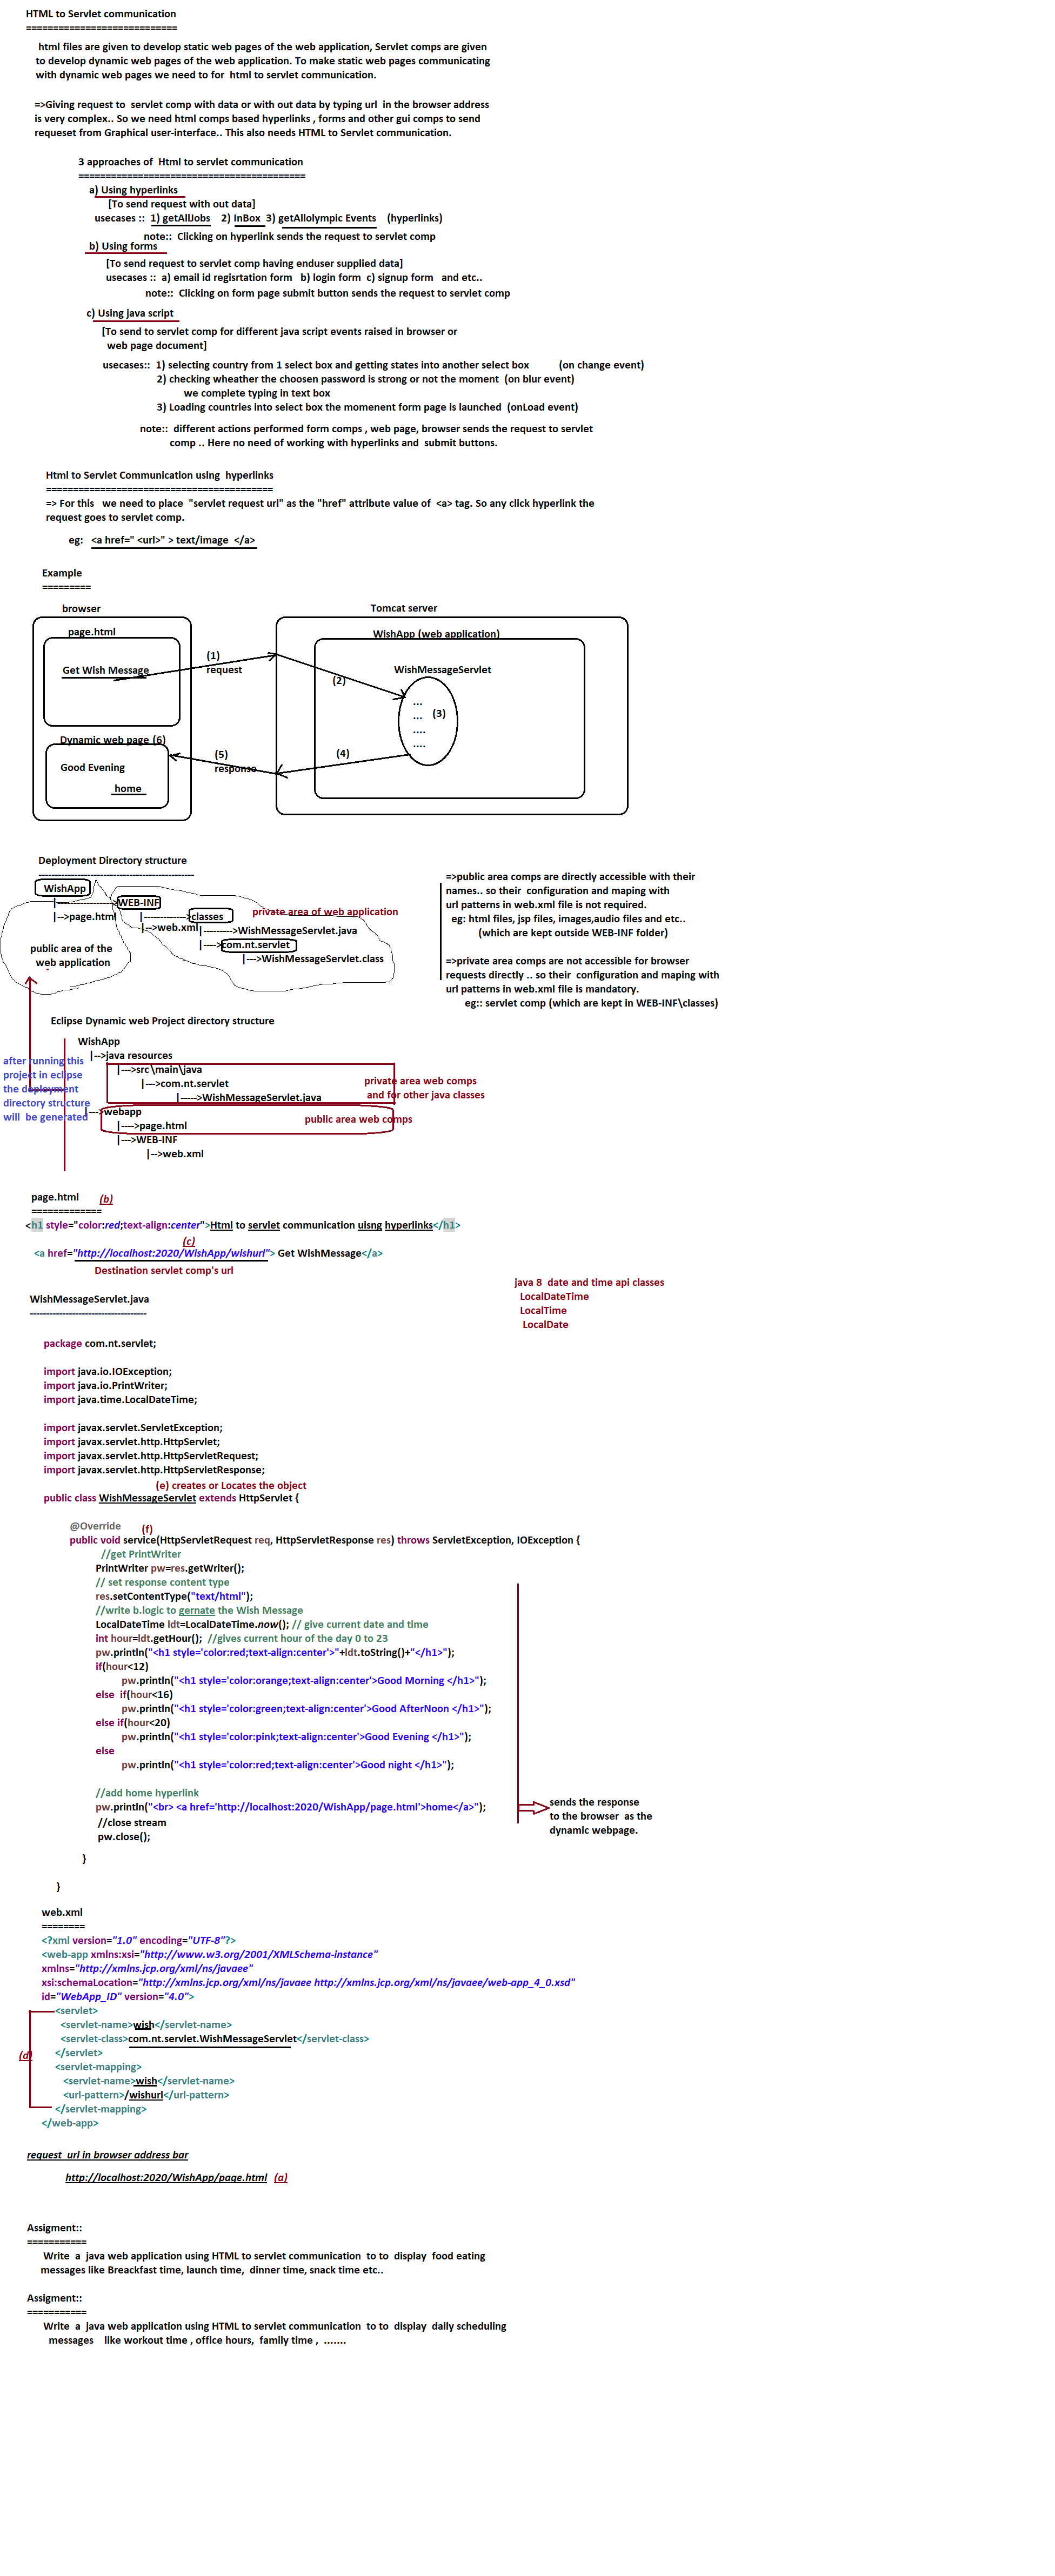 HTML to Servlet communication
============================
html files are given to develop static web pages of the web application, Servlet comps are given
to develop dynamic web pages of the web application. To make static web pages communicating
with dynamic web pages we need to for html to servlet communication.
=>Giving request to servlet comp with data or with out data by typing url in the browser address
is very complex.. So we need html comps based hyperlinks , forms and other gui comps to send
requeset from Graphical user-interface.. This also needs HTML to Servlet communication.
3 approaches of Html to servlet communication
==========================================
a) Using hyperlinks
[To send request with out data]
usecases :: 1) getAllJobs 2) InBox 3) getAllolympic Events (hyperlinks)
note:: Clicking on hyperlink sends the request to servlet comp
b) Using forms
[To send request to servlet comp having enduser supplied data]
usecases :: a) email id regisrtation form b) login form c) signup form and etc..
note:: Clicking on form page submit button sends the request to servlet comp
c) Using java script
[To send to servlet comp for different java script events raised in browser or
web page document]
usecases:: 1) selecting country from 1 select box and getting states into another select box (on change event)
2) checking wheather the choosen password is strong or not the moment (on blur event)
we complete typing in text box
3) Loading countries into select box the momenent form page is launched (onLoad event)
note:: different actions performed form comps , web page, browser sends the request to servlet
comp .. Here no need of working with hyperlinks and submit buttons.
Html to Servlet Communication using hyperlinks
==========================================
=> For this we need to place "servlet request url" as the "href" attribute value of <a> tag. So any click hyperlink the
request goes to servlet comp.
eg: <a href=" <url>" > text/image </a>
Example
=========
browser
Tomcat server
page.html
WishApp (web application)
(1)
Get Wish Message
request
WishMessageServlet
(2)
...
... (3)
....
....
Dynamic web page (6)
(5)
(4)
Good Evening
response
home
Deployment Directory structure
------------------------------------------------
WishApp
|--------------->WEB-INF
|-->page.html |------------->classes
|-->web.xml|--------->WishMessageServlet.java
|---->com.nt.servlet
|--->WishMessageServlet.class
private area of web application
public area of the
web application
=>public area comps are directly accessible with their
names.. so their configuration and maping with
url patterns in web.xml file is not required.
eg: html files, jsp files, images,audio files and etc..
(which are kept outside WEB-INF folder)
=>private area comps are not accessible for browser
requests directly .. so their configuration and maping with
url patterns in web.xml file is mandatory.
eg:: servlet comp (which are kept in WEB-INF\classes)
Eclipse Dynamic web Project directory structure
WishApp
|-->java resources
|--->src\main\java
|--->com.nt.servlet
|----->WishMessageServlet.java
|--->webapp
|---->page.html
|--->WEB-INF
|-->web.xml
private area web comps
and for other java classes
public area web comps
after running this
project in eclipse
the deployment
directory structure
will be generated
page.html (b)
=============
<h1 style="color:red;text-align:center">Html to servlet communication uisng hyperlinks</h1>
(c)
<a href="http://localhost:2020/WishApp/wishurl"> Get WishMessage</a>
Destination servlet comp's url
java 8 date and time api classes
LocalDateTime
LocalTime
LocalDate
WishMessageServlet.java
------------------------------------
package com.nt.servlet;
import java.io.IOException;
import java.io.PrintWriter;
import java.time.LocalDateTime;
import javax.servlet.ServletException;
import javax.servlet.http.HttpServlet;
import javax.servlet.http.HttpServletRequest;
import javax.servlet.http.HttpServletResponse;
(e) creates or Locates the object
public class WishMessageServlet extends HttpServlet {
@Override (f)
public void service(HttpServletRequest req, HttpServletResponse res) throws ServletException, IOException {
//get PrintWriter
PrintWriter pw=res.getWriter();
// set response content type
res.setContentType("text/html");
//write b.logic to gernate the Wish Message
LocalDateTime ldt=LocalDateTime.now(); // give current date and time
int hour=ldt.getHour(); //gives current hour of the day 0 to 23
pw.println("<h1 style='color:red;text-align:center'>"+ldt.toString()+"</h1>");
if(hour<12)
pw.println("<h1 style='color:orange;text-align:center'>Good Morning </h1>");
else if(hour<16)
pw.println("<h1 style='color:green;text-align:center'>Good AfterNoon </h1>");
else if(hour<20)
pw.println("<h1 style='color:pink;text-align:center'>Good Evening </h1>");
else
pw.println("<h1 style='color:red;text-align:center'>Good night </h1>");
//add home hyperlink
pw.println("<br> <a href='http://localhost:2020/WishApp/page.html'>home</a>");
//close stream
pw.close();
}
}
sends the response
to the browser as the
dynamic webpage.
web.xml
========
<?xml version="1.0" encoding="UTF-8"?>
<web-app xmlns:xsi="http://www.w3.org/2001/XMLSchema-instance"
xmlns="http://xmlns.jcp.org/xml/ns/javaee"
xsi:schemaLocation="http://xmlns.jcp.org/xml/ns/javaee http://xmlns.jcp.org/xml/ns/javaee/web-app_4_0.xsd"
id="WebApp_ID" version="4.0">
<servlet>
<servlet-name>wish</servlet-name>
<servlet-class>com.nt.servlet.WishMessageServlet</servlet-class>
(d) </servlet>
<servlet-mapping>
<servlet-name>wish</servlet-name>
<url-pattern>/wishurl</url-pattern>
</servlet-mapping>
</web-app>
request url in browser address bar
http://localhost:2020/WishApp/page.html (a)
Assigment::
===========
Write a java web application using HTML to servlet communication to to display food eating
messages like Breackfast time, launch time, dinner time, snack time etc..
Assigment::
===========
Write a java web application using HTML to servlet communication to to display daily scheduling
messages like workout time , office hours, family time , .......